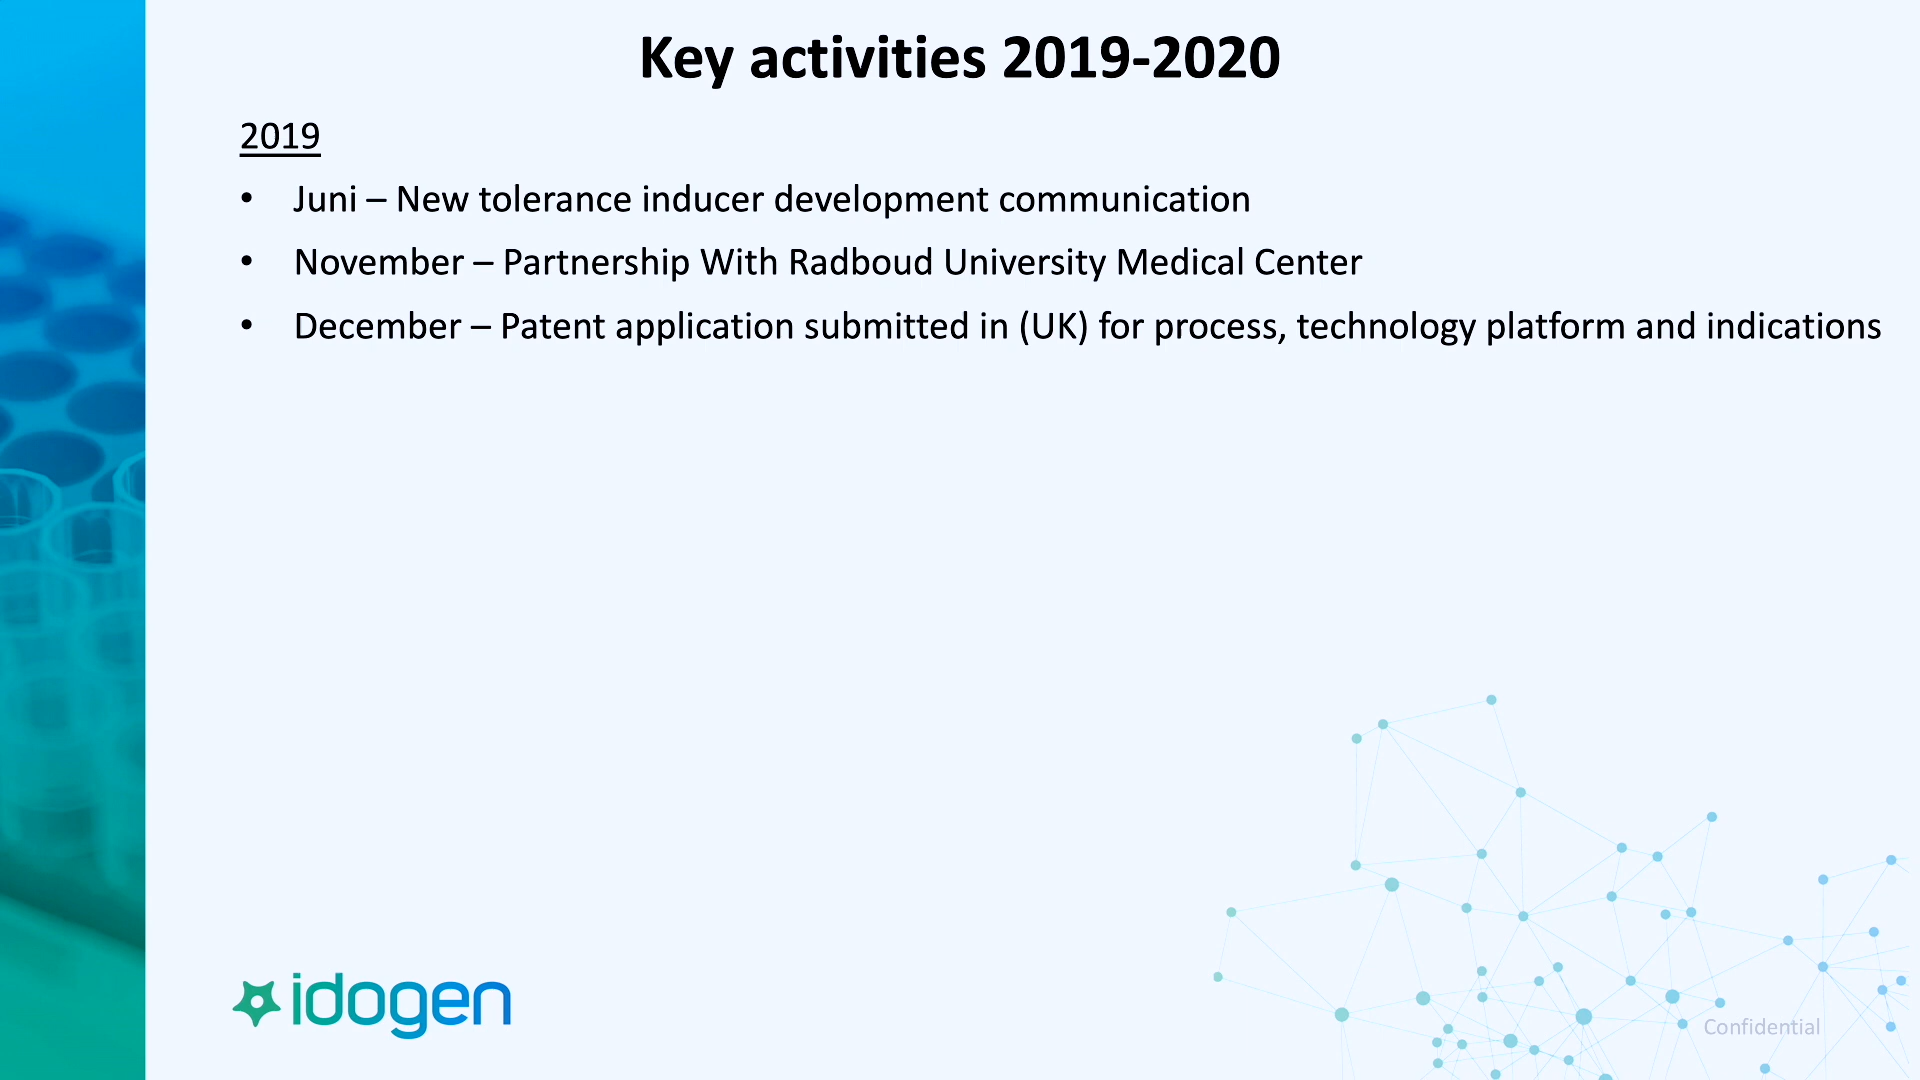 Key activities 2019-2020
2019
• Juni – New tolerance inducer development communication
• November – Partnership With Radboud University Medical Center
• December – Patent application submitted in (UK) for process, technology platform and indications
idogen
Confidential